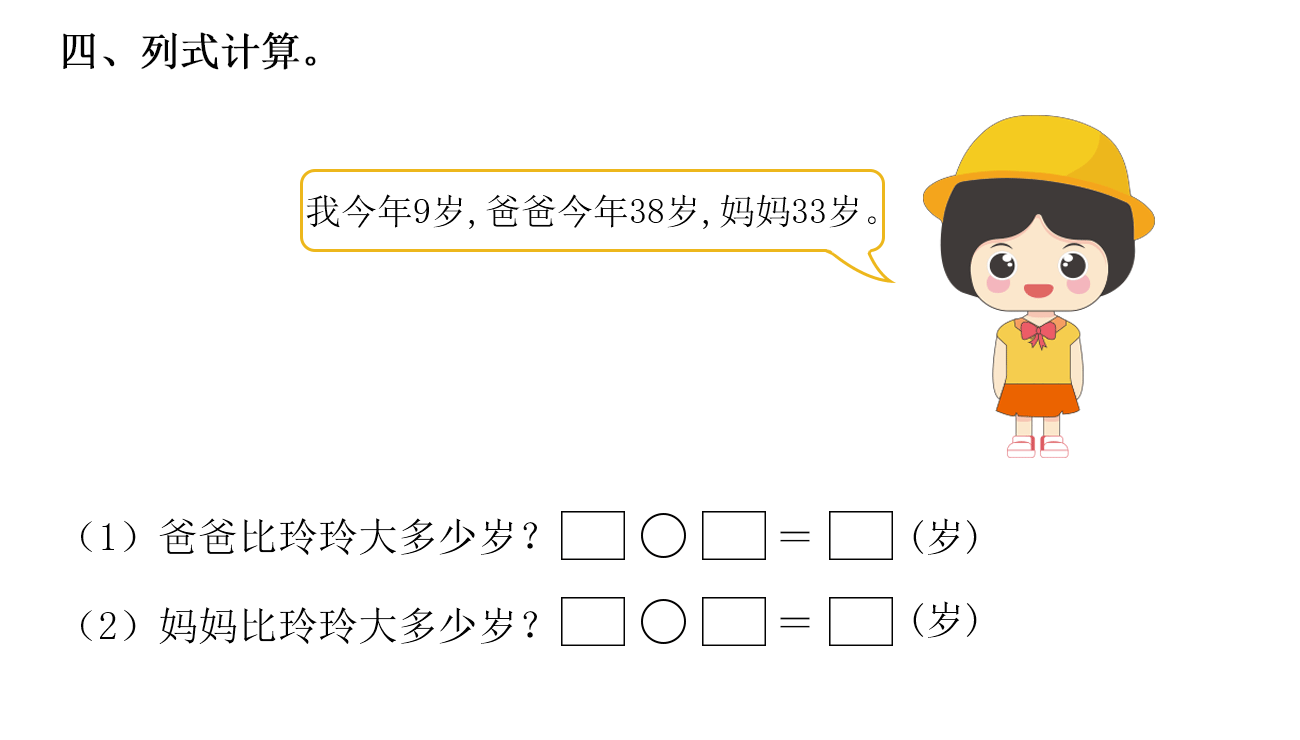 四、列式计算。
我今年9岁,爸爸今年38岁,妈妈33岁。
（1）爸爸比玲玲大多少岁? □○□=□(岁)
（2）妈妈比玲玲大多少岁? □○□=□(岁)